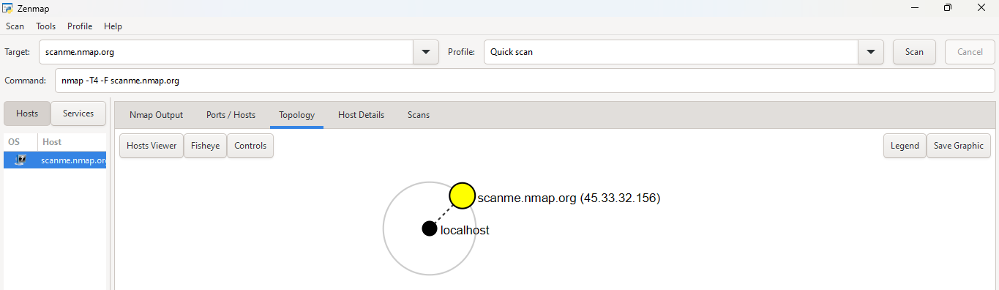 Zenmap
Scan Tools Profile Help
Target: scanme.nmap.org Profile: Quick scan Scan Cancel
Command: nmap -T4 -F scanme.nmap.org
Hosts Services Nmap Output Ports / Hosts Topology Host Details Scans
OS Host Hosts Viewer Fisheye Controls Legend Save Graphic
scanme.nmap.or
scanme.nmap.org (45.33.32.156)
localhost